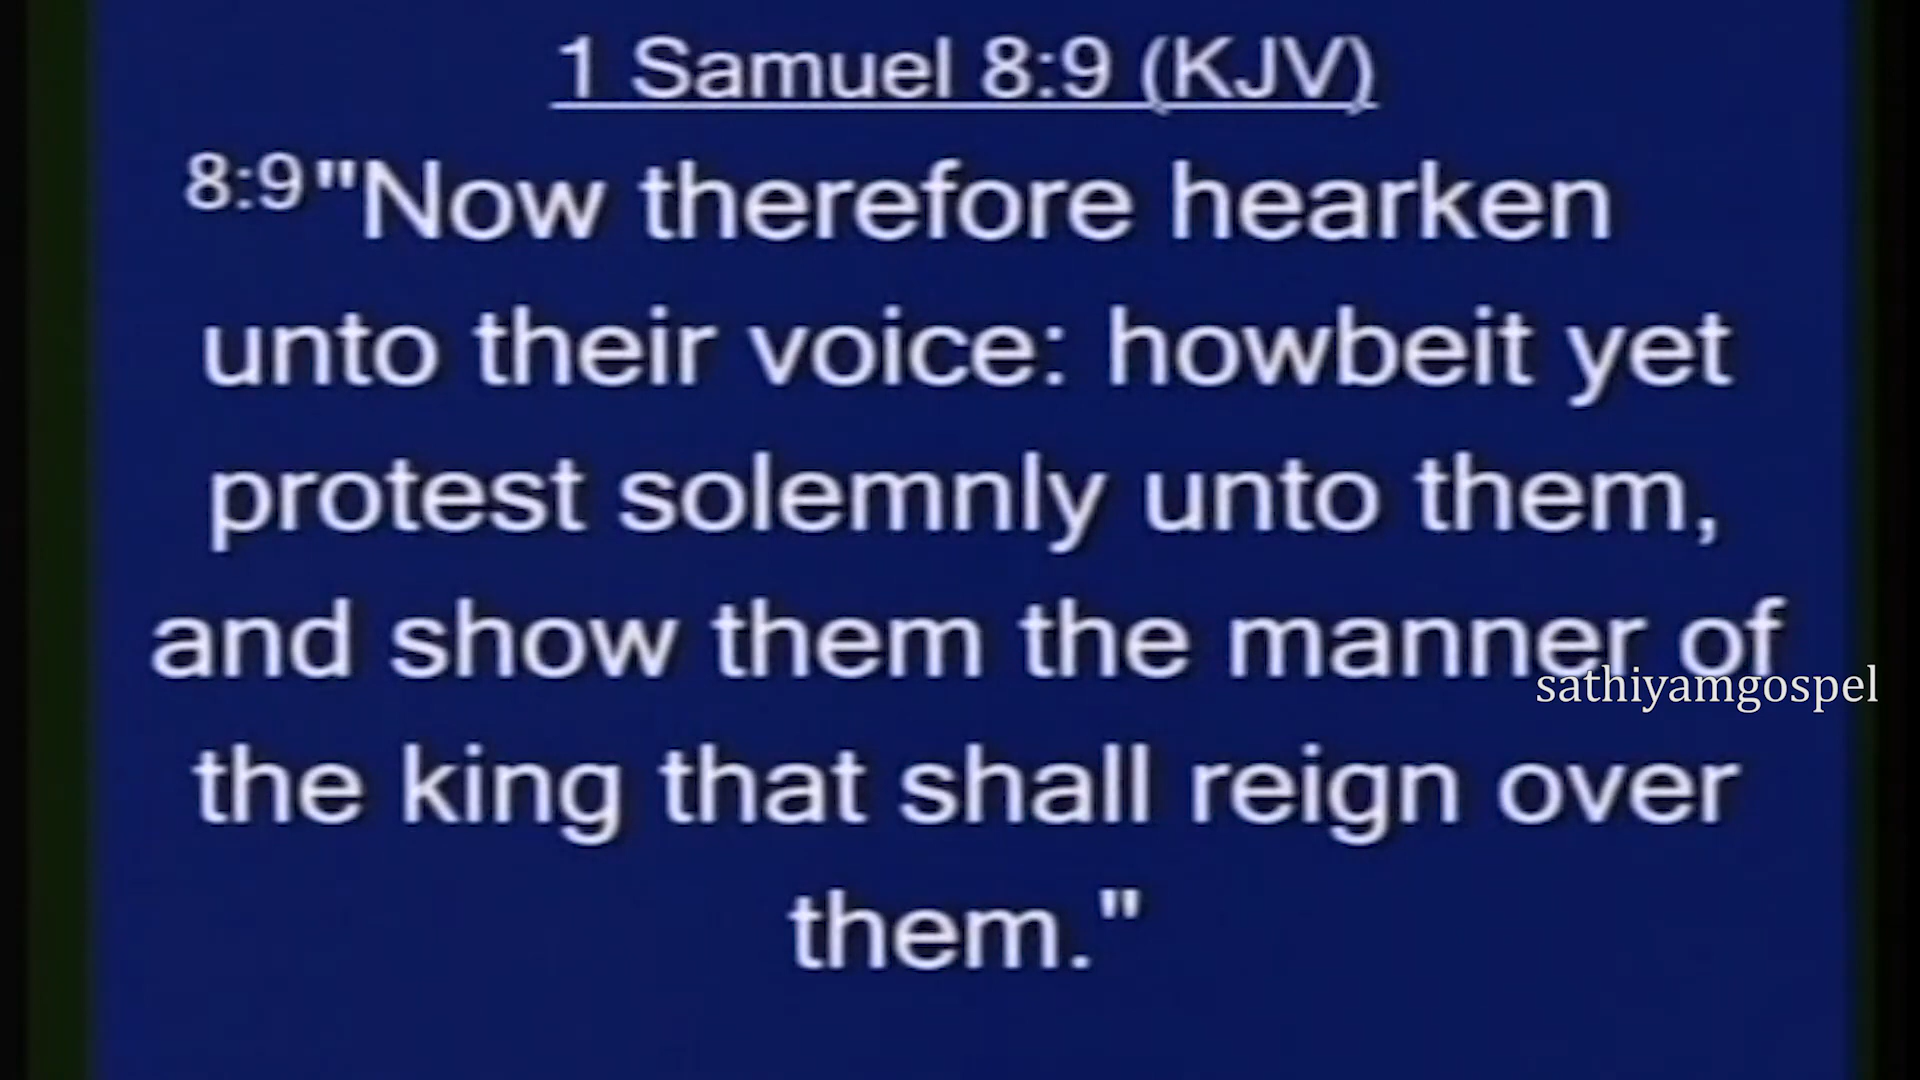 1 Samuel 8:9 (KJV)
8:9"Now therefore hearken
unto their voice: howbeit yet
protest solemnly unto them,
and show them the manner of
sathiyamgospel
the king that shall reign over
them."